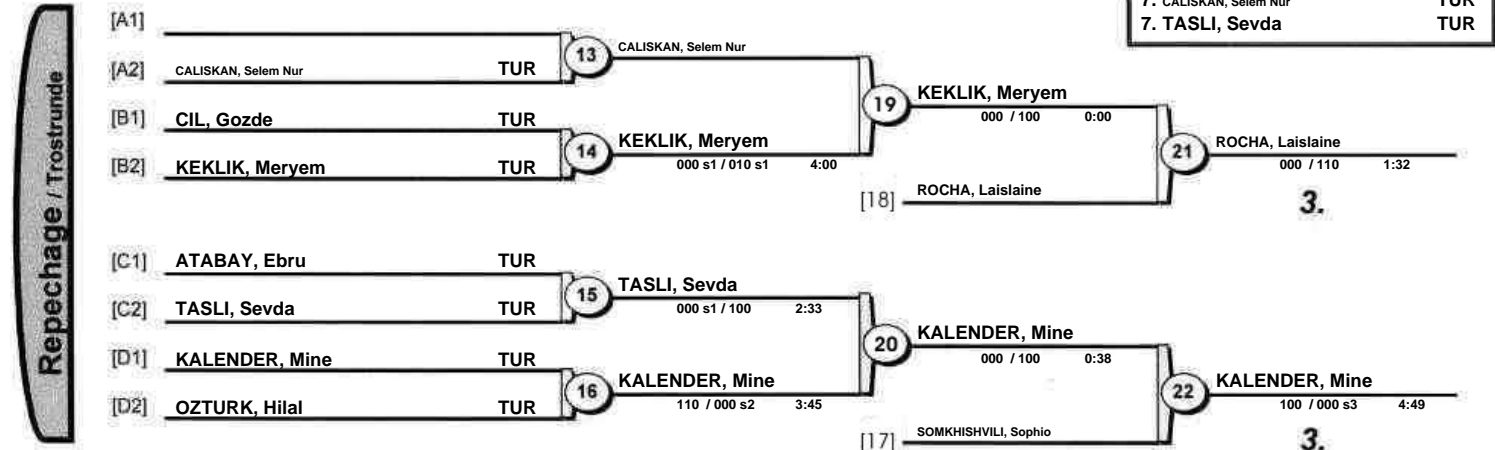 7. CALISKAN, Selem Nur TUR
7. TASLI, Sevda TUR
Repechage / Trostrunde
[A1]
[A2] CALISKAN, Selem Nur TUR
13 CALISKAN, Selem Nur
[B1] CIL, Gozde TUR
[B2] KEKLIK, Meryem TUR
14 KEKLIK, Meryem
000 s1 / 010 s1 4:00
19 KEKLIK, Meryem
000 / 100 0:00
[18] ROCHA, Laislaine
21 ROCHA, Laislaine
000 / 110 1:32
3.
[C1] ATABAY, Ebru TUR
[C2] TASLI, Sevda TUR
15 TASLI, Sevda
000 s1 / 100 2:33
[D1] KALENDER, Mine TUR
[D2] OZTURK, Hilal TUR
16 KALENDER, Mine
110 / 000 s2 3:45
20 KALENDER, Mine
000 / 100 0:38
[17] SOMKHISHVILI, Sophio
22 KALENDER, Mine
100 / 000 s3 4:49
3.